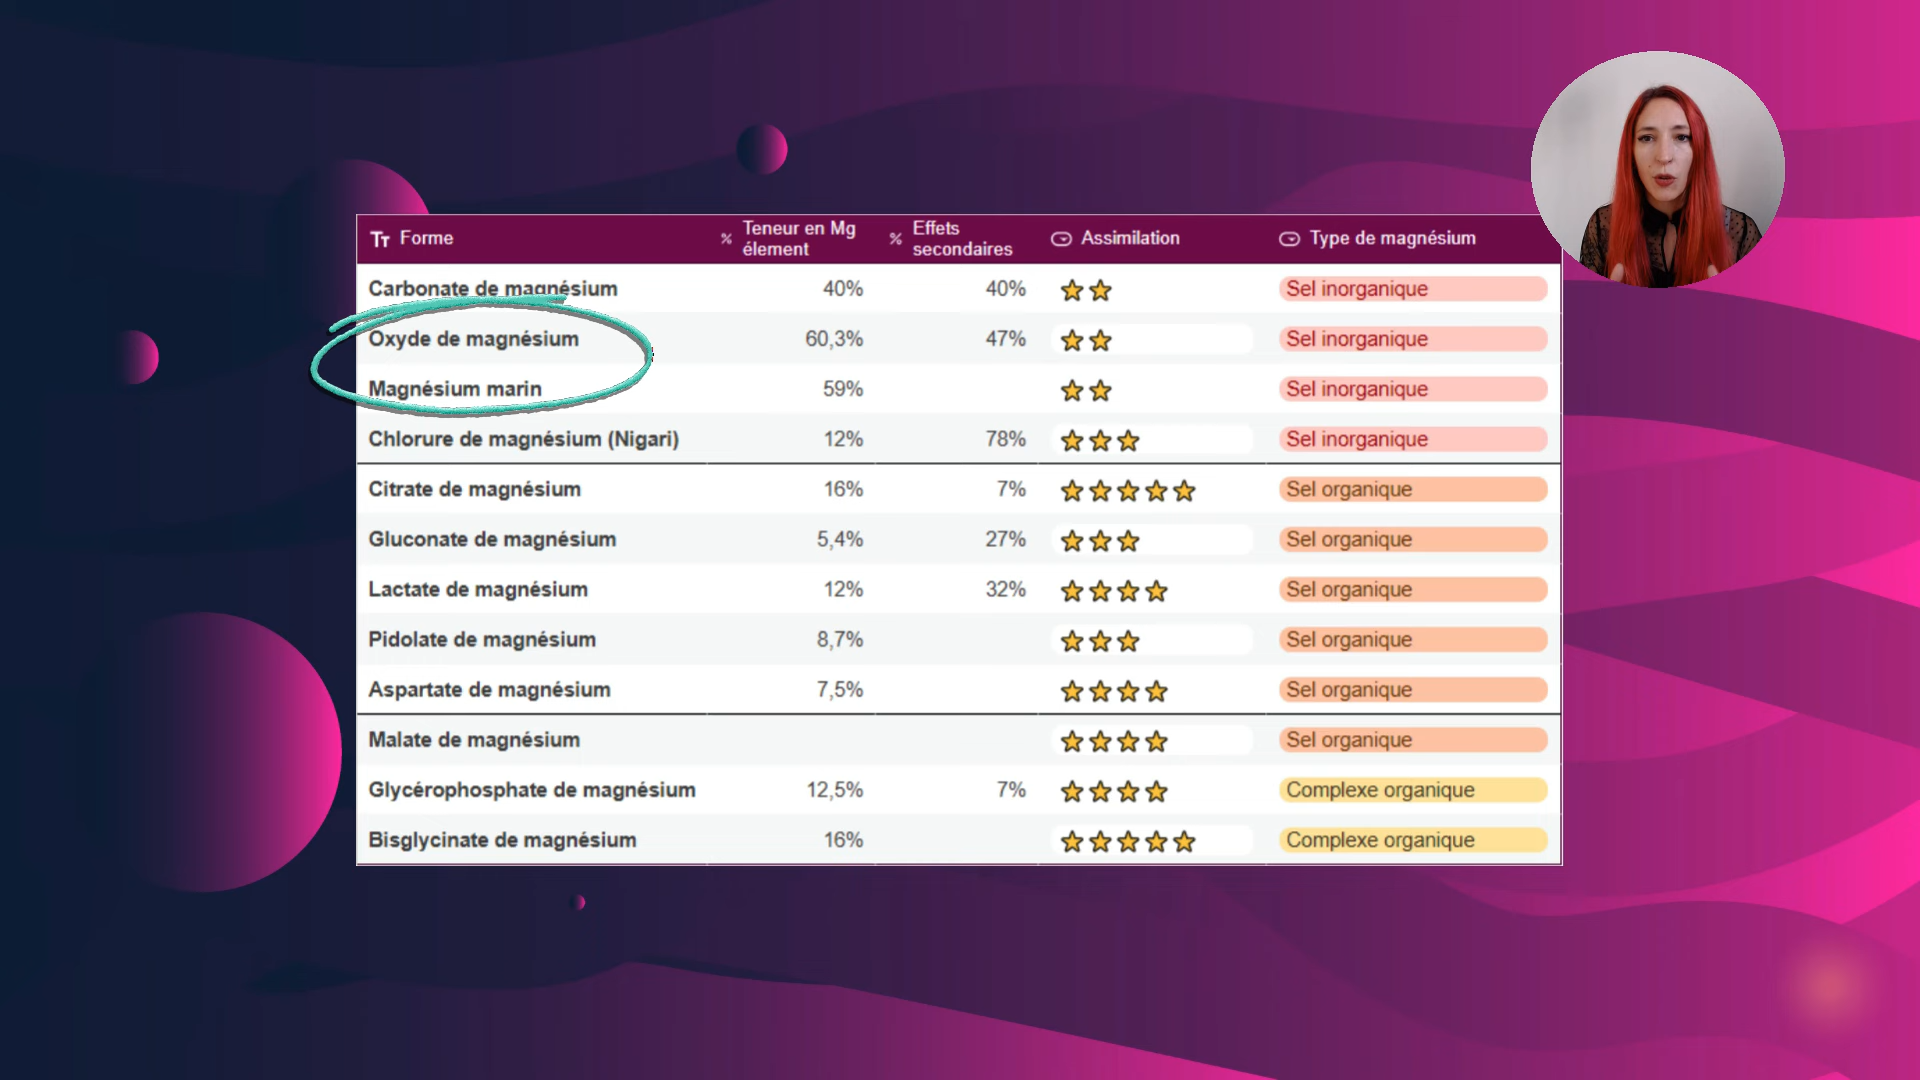 Tт Forme % Teneur en Mg élement % Effets secondaires Assimilation Type de magnésium
Carbonate de magnésium 40% 40% Sel inorganique
Oxyde de magnésium 60,3% 47% Sel inorganique
Magnésium marin 59% Sel inorganique
Chlorure de magnésium (Nigari) 12% 78% Sel inorganique
Citrate de magnésium 16% 7% Sel organique
Gluconate de magnésium 5,4% 27% Sel organique
Lactate de magnésium 12% 32% Sel organique
Pidolate de magnésium 8,7% Sel organique
Aspartate de magnésium 7,5% Sel organique
Malate de magnésium Sel organique
Glycérophosphate de magnésium 12,5% 7% Complexe organique
Bisglycinate de magnésium 16% Complexe organique